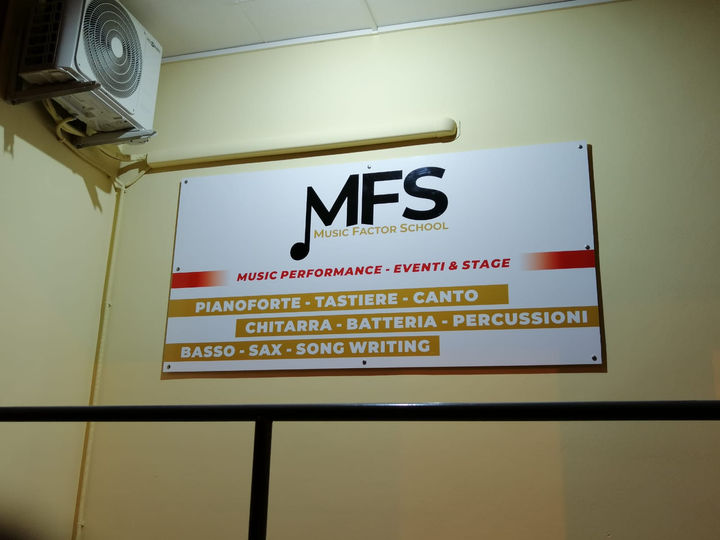 MFS
MUSIC FACTOR SCHOOL
MUSIC PERFORMANCE - EVENTI & STAGE
PIANOFORTE - TASTIERE - CANTO
CHITARRA - BATTERIA - PERCUSSIONI
BASSO - SAX - SONG WRITING